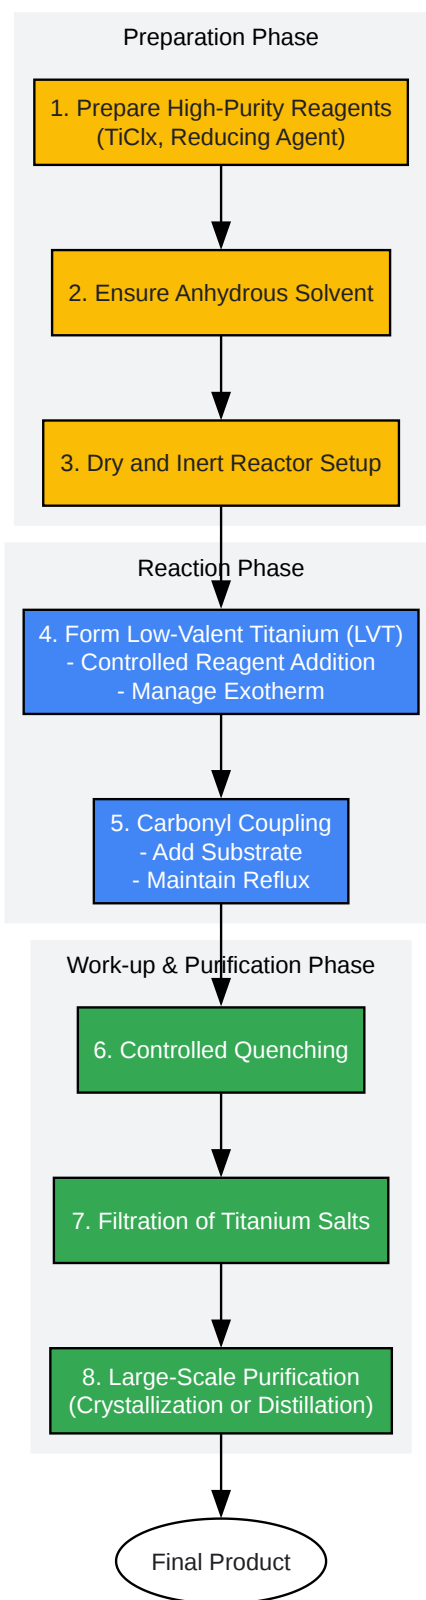 Preparation Phase
1. Prepare High-Purity Reagents
(TiClx, Reducing Agent)
2. Ensure Anhydrous Solvent
3. Dry and Inert Reactor Setup
Reaction Phase
4. Form Low-Valent Titanium (LVT)
- Controlled Reagent Addition
- Manage Exotherm
5. Carbonyl Coupling
- Add Substrate
- Maintain Reflux
Work-up & Purification Phase
6. Controlled Quenching
7. Filtration of Titanium Salts
8. Large-Scale Purification
(Crystallization or Distillation)
Final Product